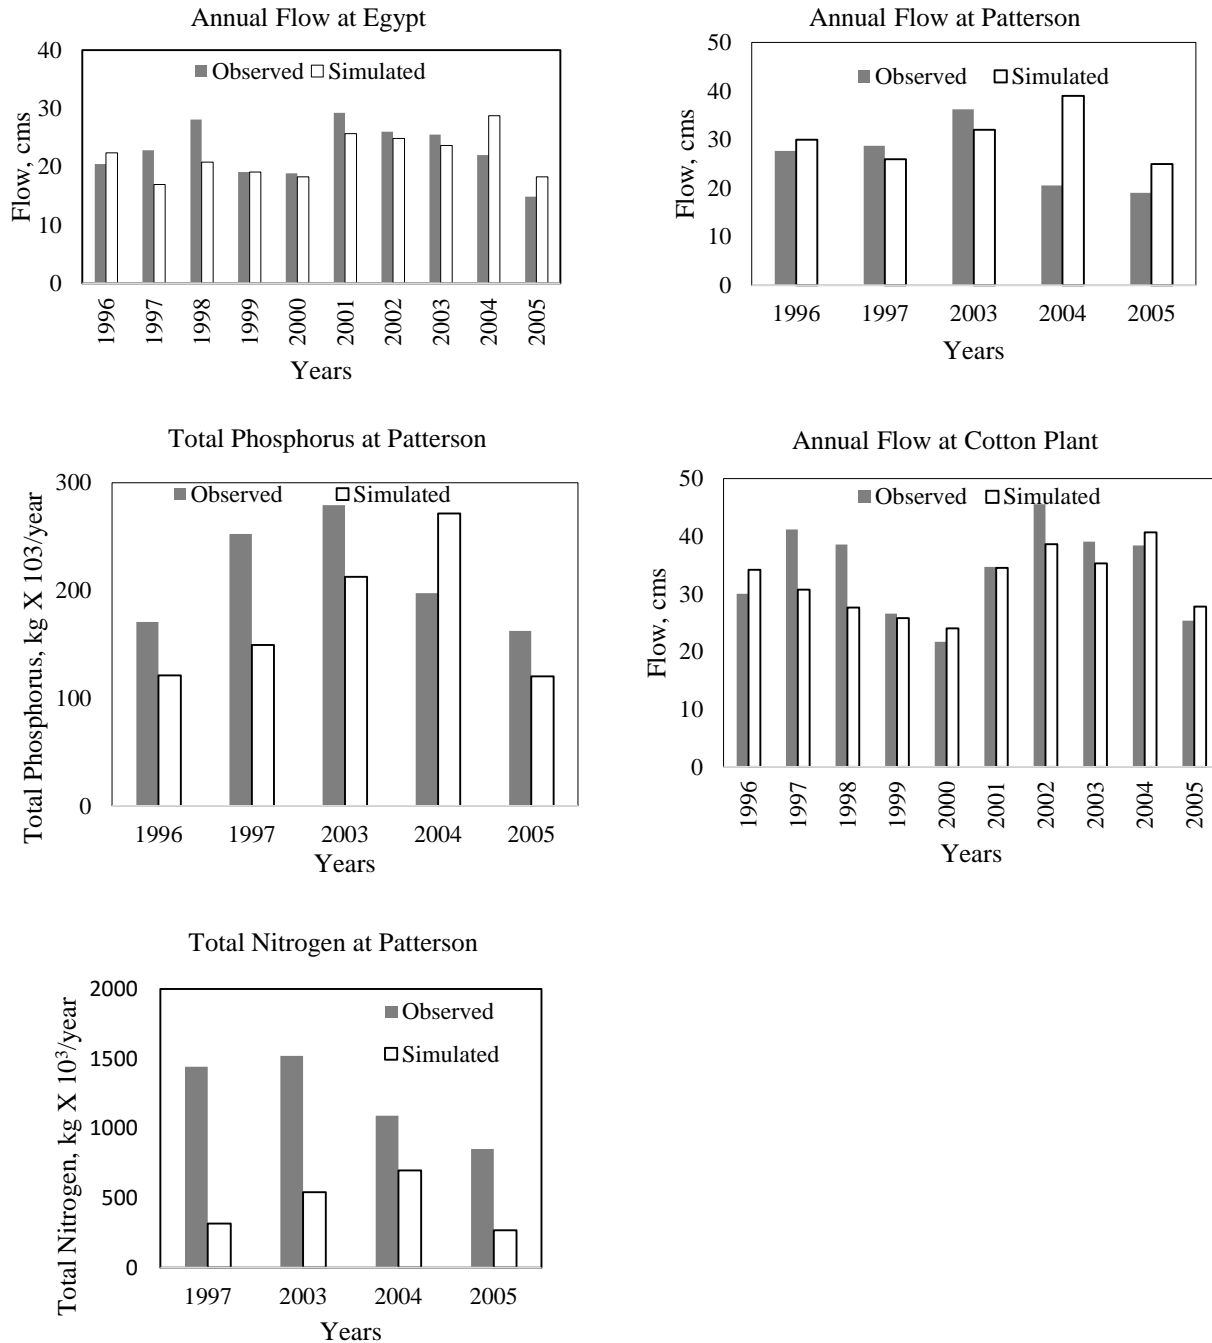 Annual Flow at Egypt
40
30
20
10
0
Flow, cms
Observed Simulated
1996 1997 1998 1999 2000 2001 2002 2003 2004 2005
Years
Annual Flow at Patterson
50
40
30
20
10
0
Flow, cms
Observed Simulated
1996 1997 2003 2004 2005
Years
Total Phosphorus at Patterson
300
200
100
0
Total Phosphorus, kg X 103/year
Observed Simulated
1996 1997 2003 2004 2005
Years
Annual Flow at Cotton Plant
50
40
30
20
10
0
Flow, cms
Observed Simulated
1996 1997 1998 1999 2000 2001 2002 2003 2004 2005
Years
Total Nitrogen at Patterson
2000
1500
1000
500
0
Total Nitrogen, kg X 10³/year
Observed
Simulated
1997 2003 2004 2005
Years